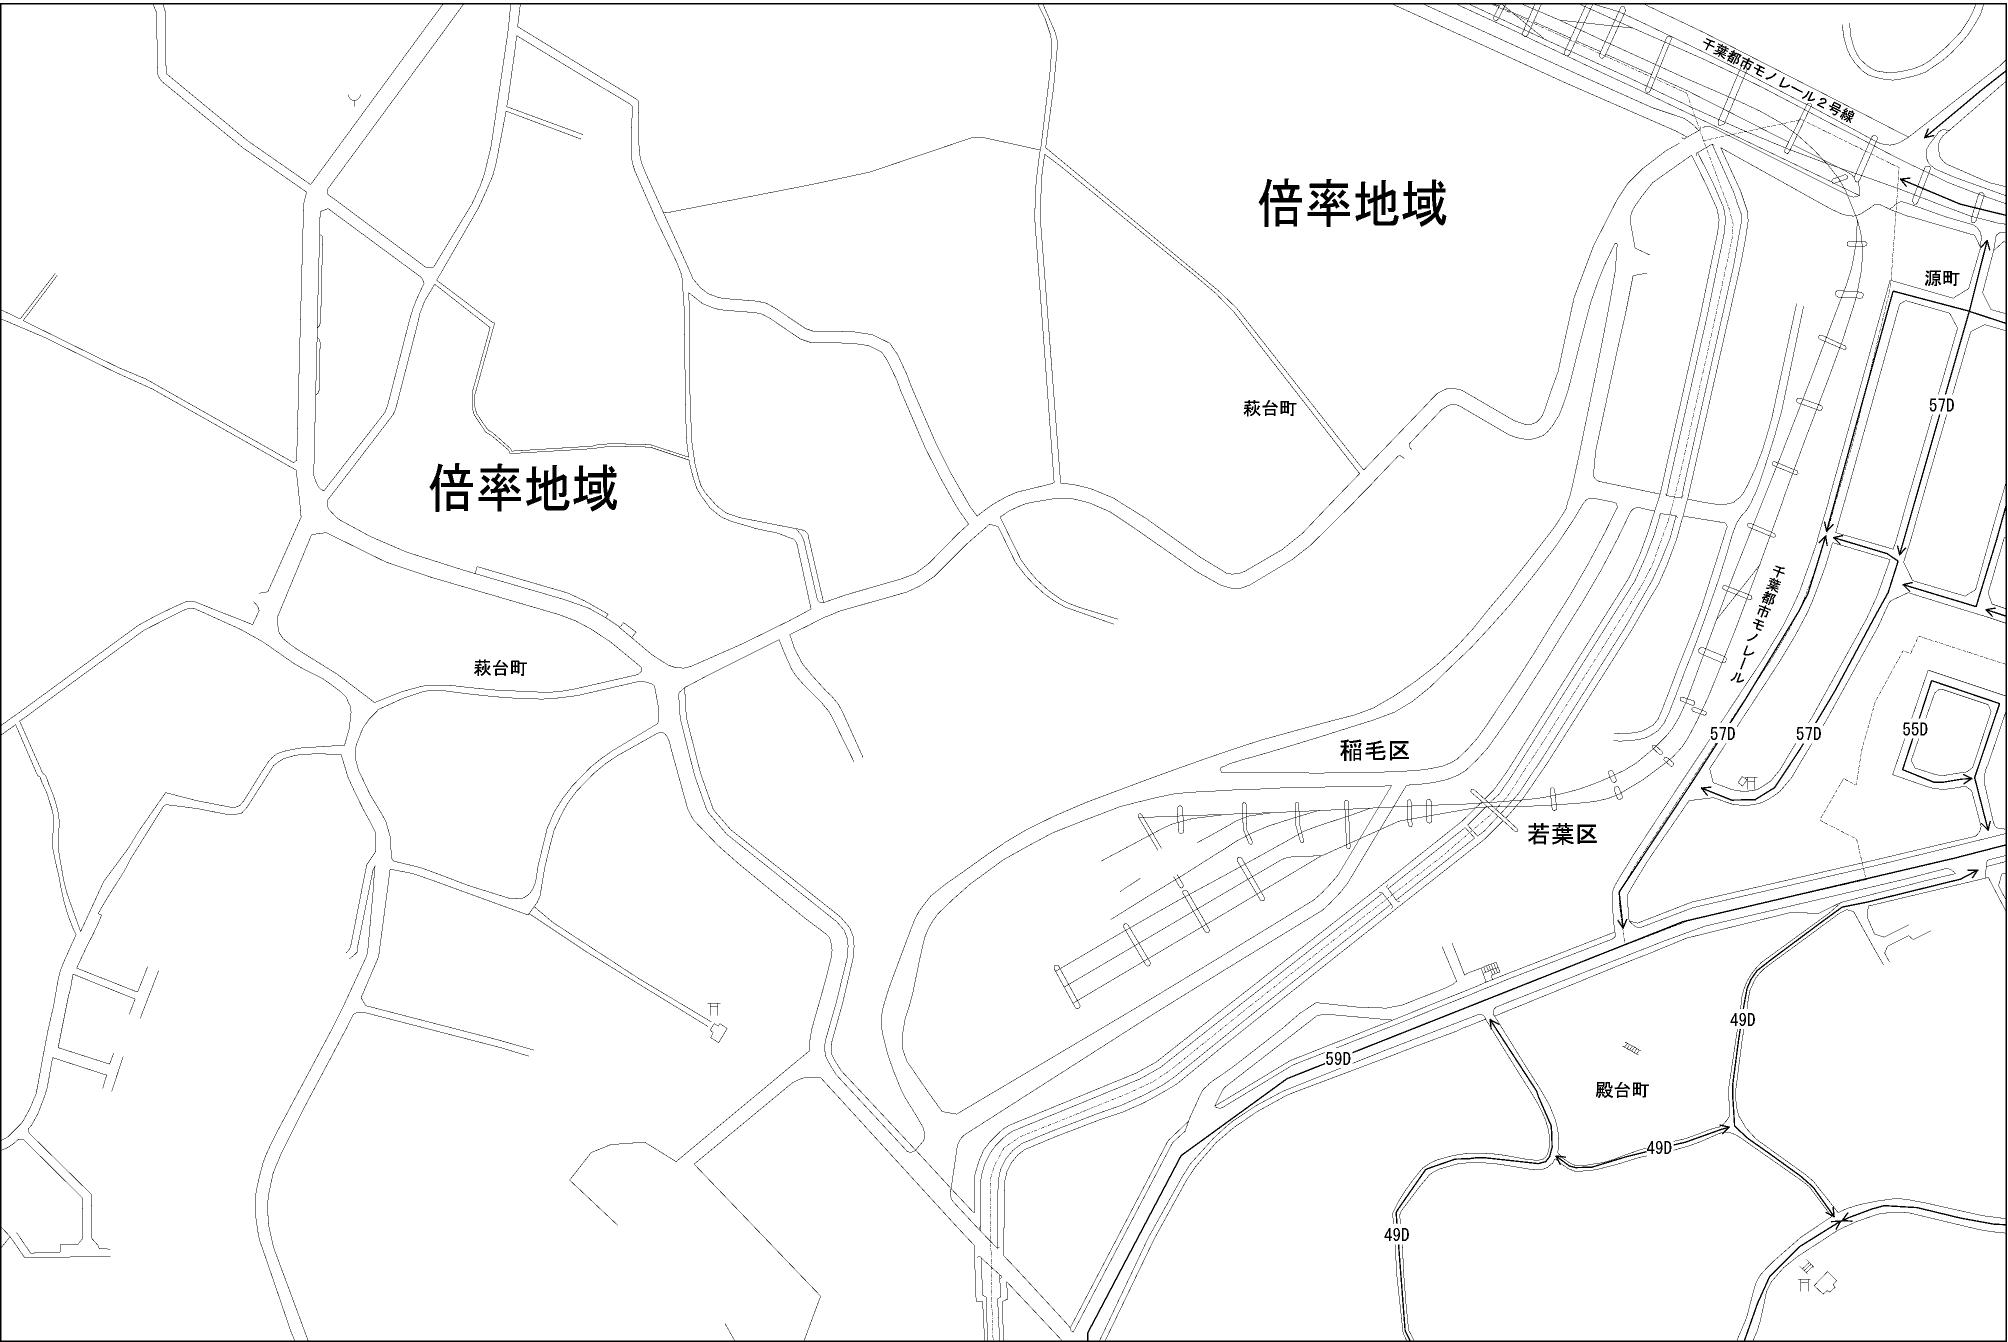 千葉都市モノレール2号線
倍率地域
源町
57D
萩台町
倍率地域
千葉都市モノレール
萩台町
55D
57D
57D
稲毛区
若葉区
49D
59D
殿台町
49D
49D